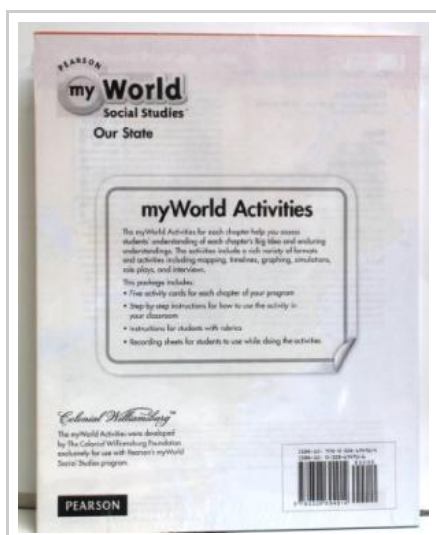 PEARSON
my World
Social Studies™
Our State
myWorld Activities
The myWorld Activities for each chapter help you assess
students' understanding of each chapter's Big Idea and enduring
understandings. The activities include a rich variety of formats
and activities including mapping, timelines, graphing, simulations,
role plays, and interviews.
This package includes:
• Five activity cards for each chapter of your program
• Step-by-step instructions for how to use the activity in
your classroom
• Instructions for students with rubrics
• Recording sheets for students to use while doing the activities
Colonial Williamsburg™
The myWorld Activities were developed
by The Colonial Williamsburg Foundation
exclusively for use with Pearson's myWorld
Social Studies program.
PEARSON